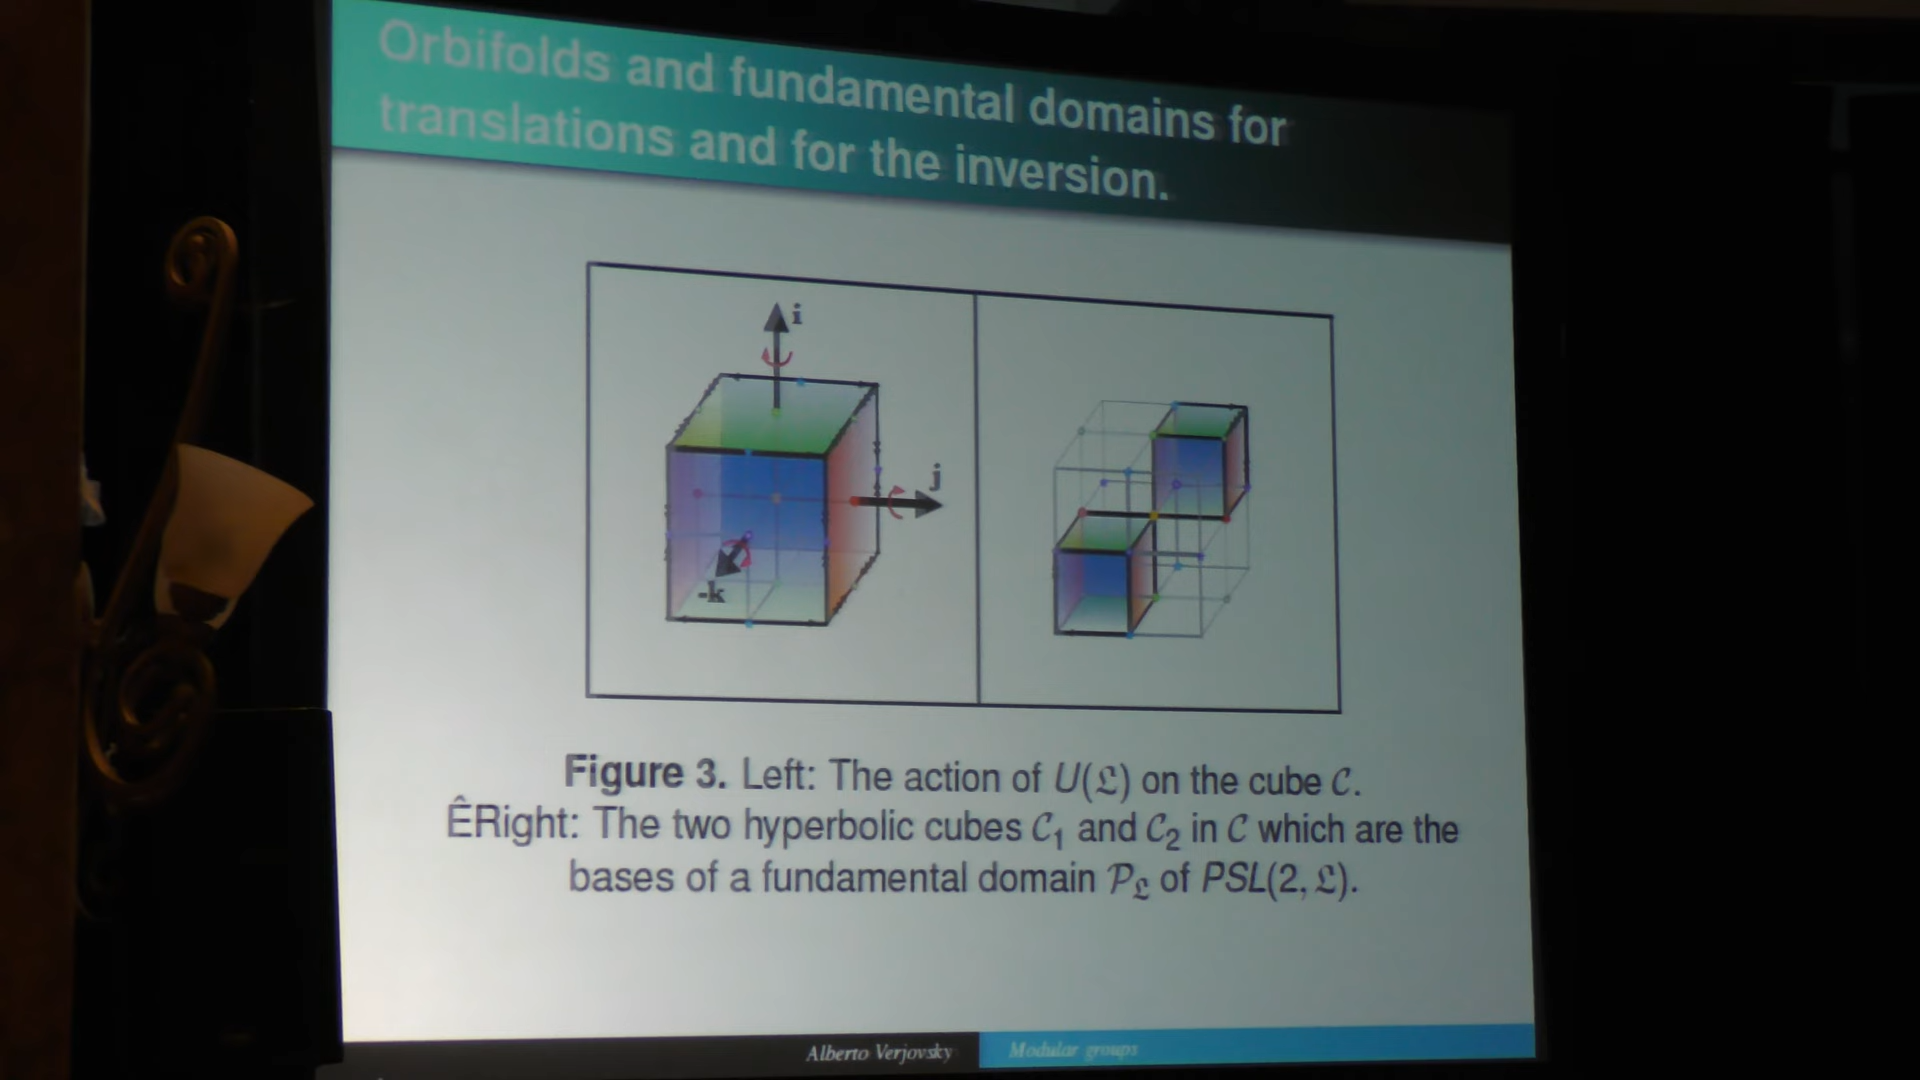 Orbifolds and fundamental domains for
translations and for the inversion.
i
j
-k
Figure 3. Left: The action of U(𝔏) on the cube 𝒞.
ÊRight: The two hyperbolic cubes 𝒞₁ and 𝒞₂ in 𝒞 which are the
bases of a fundamental domain 𝒫_𝔏 of PSL(2, 𝔏).
Alberto Verjovsky Modular groups